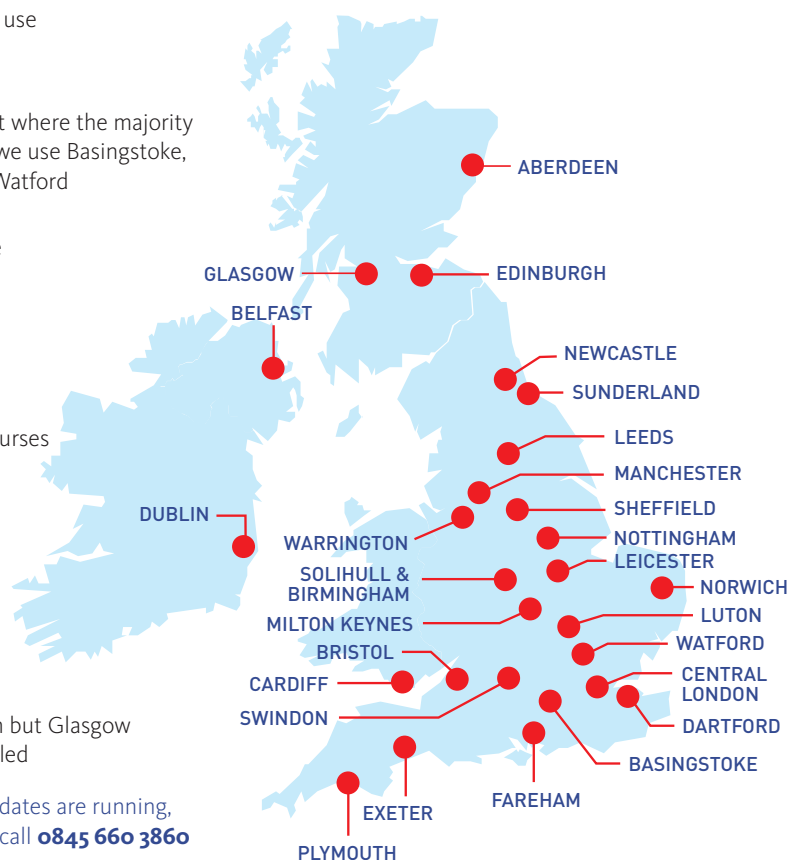 use
t where the majority
we use Basingstoke,
Watford
urses
n but Glasgow
led
dates are running,
call 0845 660 3860
ABERDEEN
GLASGOW
EDINBURGH
BELFAST
NEWCASTLE
SUNDERLAND
LEEDS
MANCHESTER
SHEFFIELD
DUBLIN
WARRINGTON
NOTTINGHAM
LEICESTER
SOLIHULL &
BIRMINGHAM
NORWICH
MILTON KEYNES
LUTON
WATFORD
BRISTOL
CARDIFF
CENTRAL
LONDON
SWINDON
DARTFORD
BASINGSTOKE
FAREHAM
EXETER
PLYMOUTH